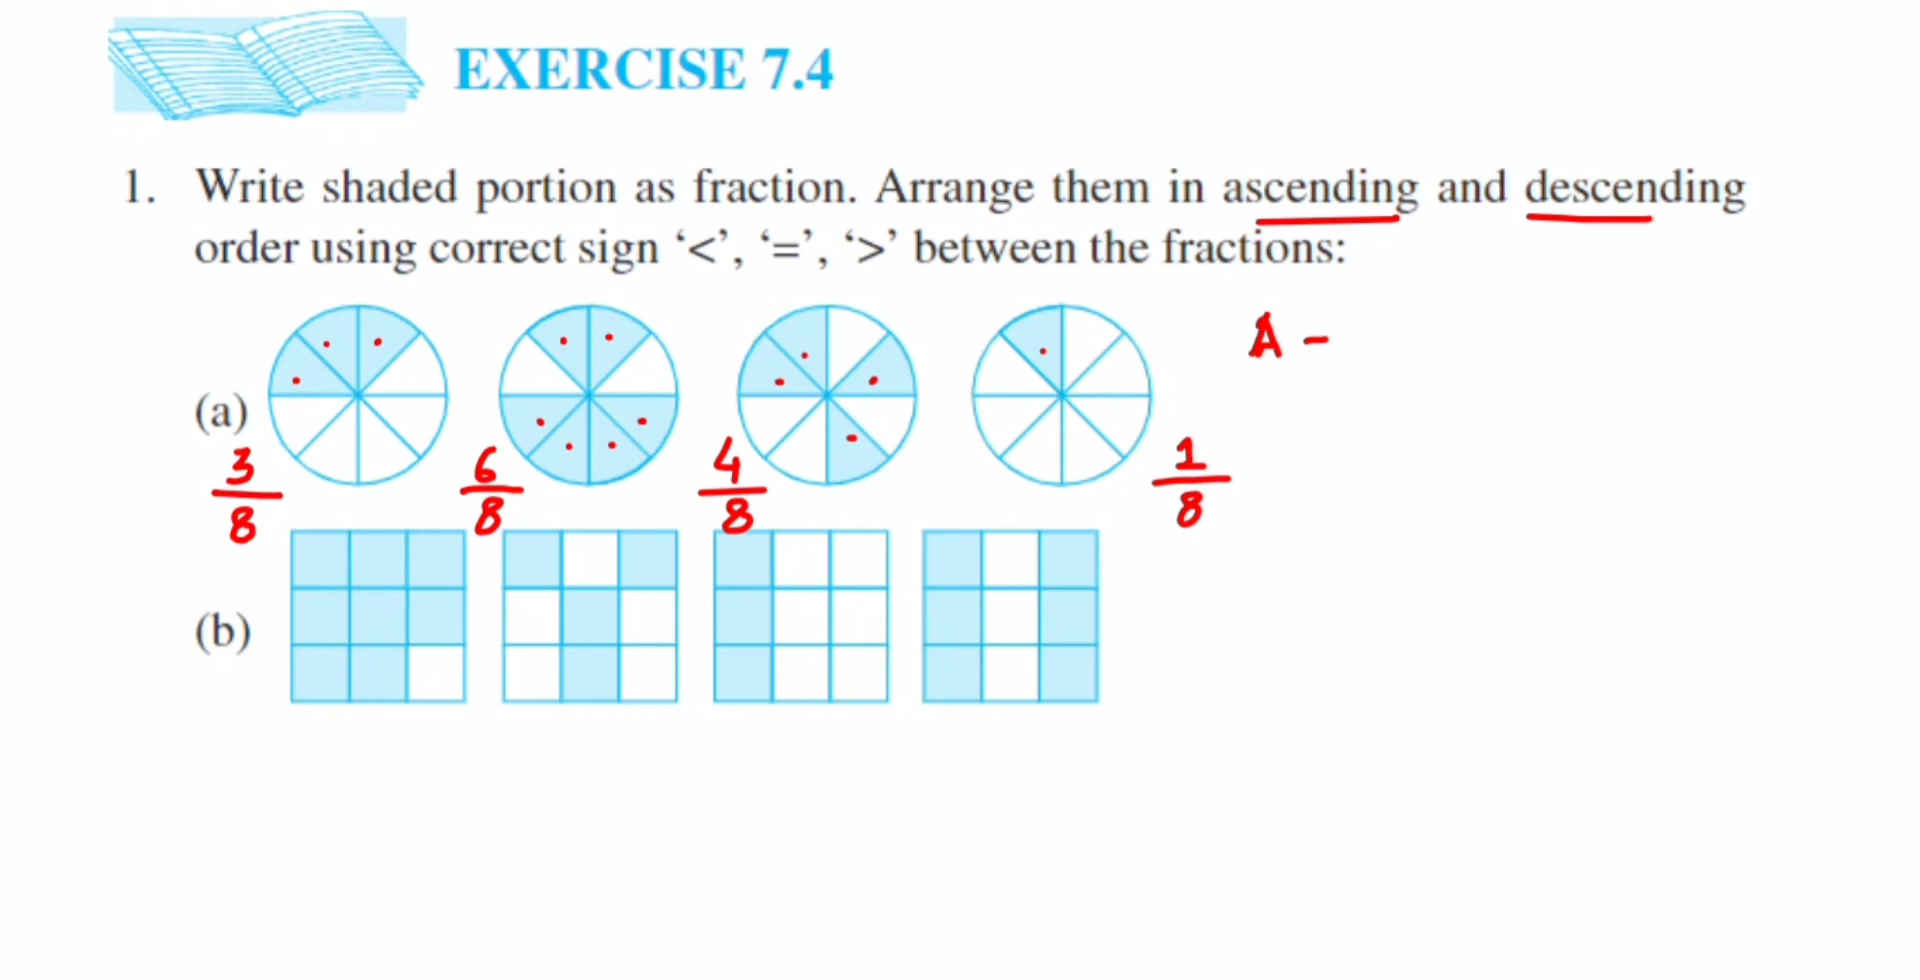 EXERCISE 7.4
1. Write shaded portion as fraction. Arrange them in ascending and descending
order using correct sign ‘<’, ‘=’, ‘>’ between the fractions:
A -
(a)
3/8
6/8
4/8
1/8
(b)